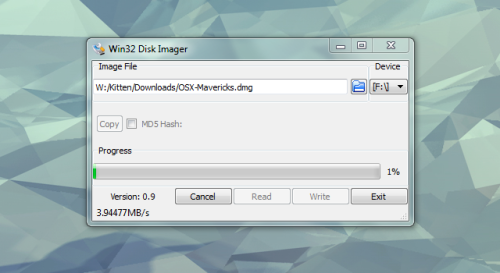 Win32 Disk Imager
Image File
Device
W:/Kitten/Downloads/OSX-Mavericks.dmg
[F:\]
Copy
MD5 Hash:
Progress
1%
Version: 0.9
Cancel
Read
Write
Exit
3.94477MB/s